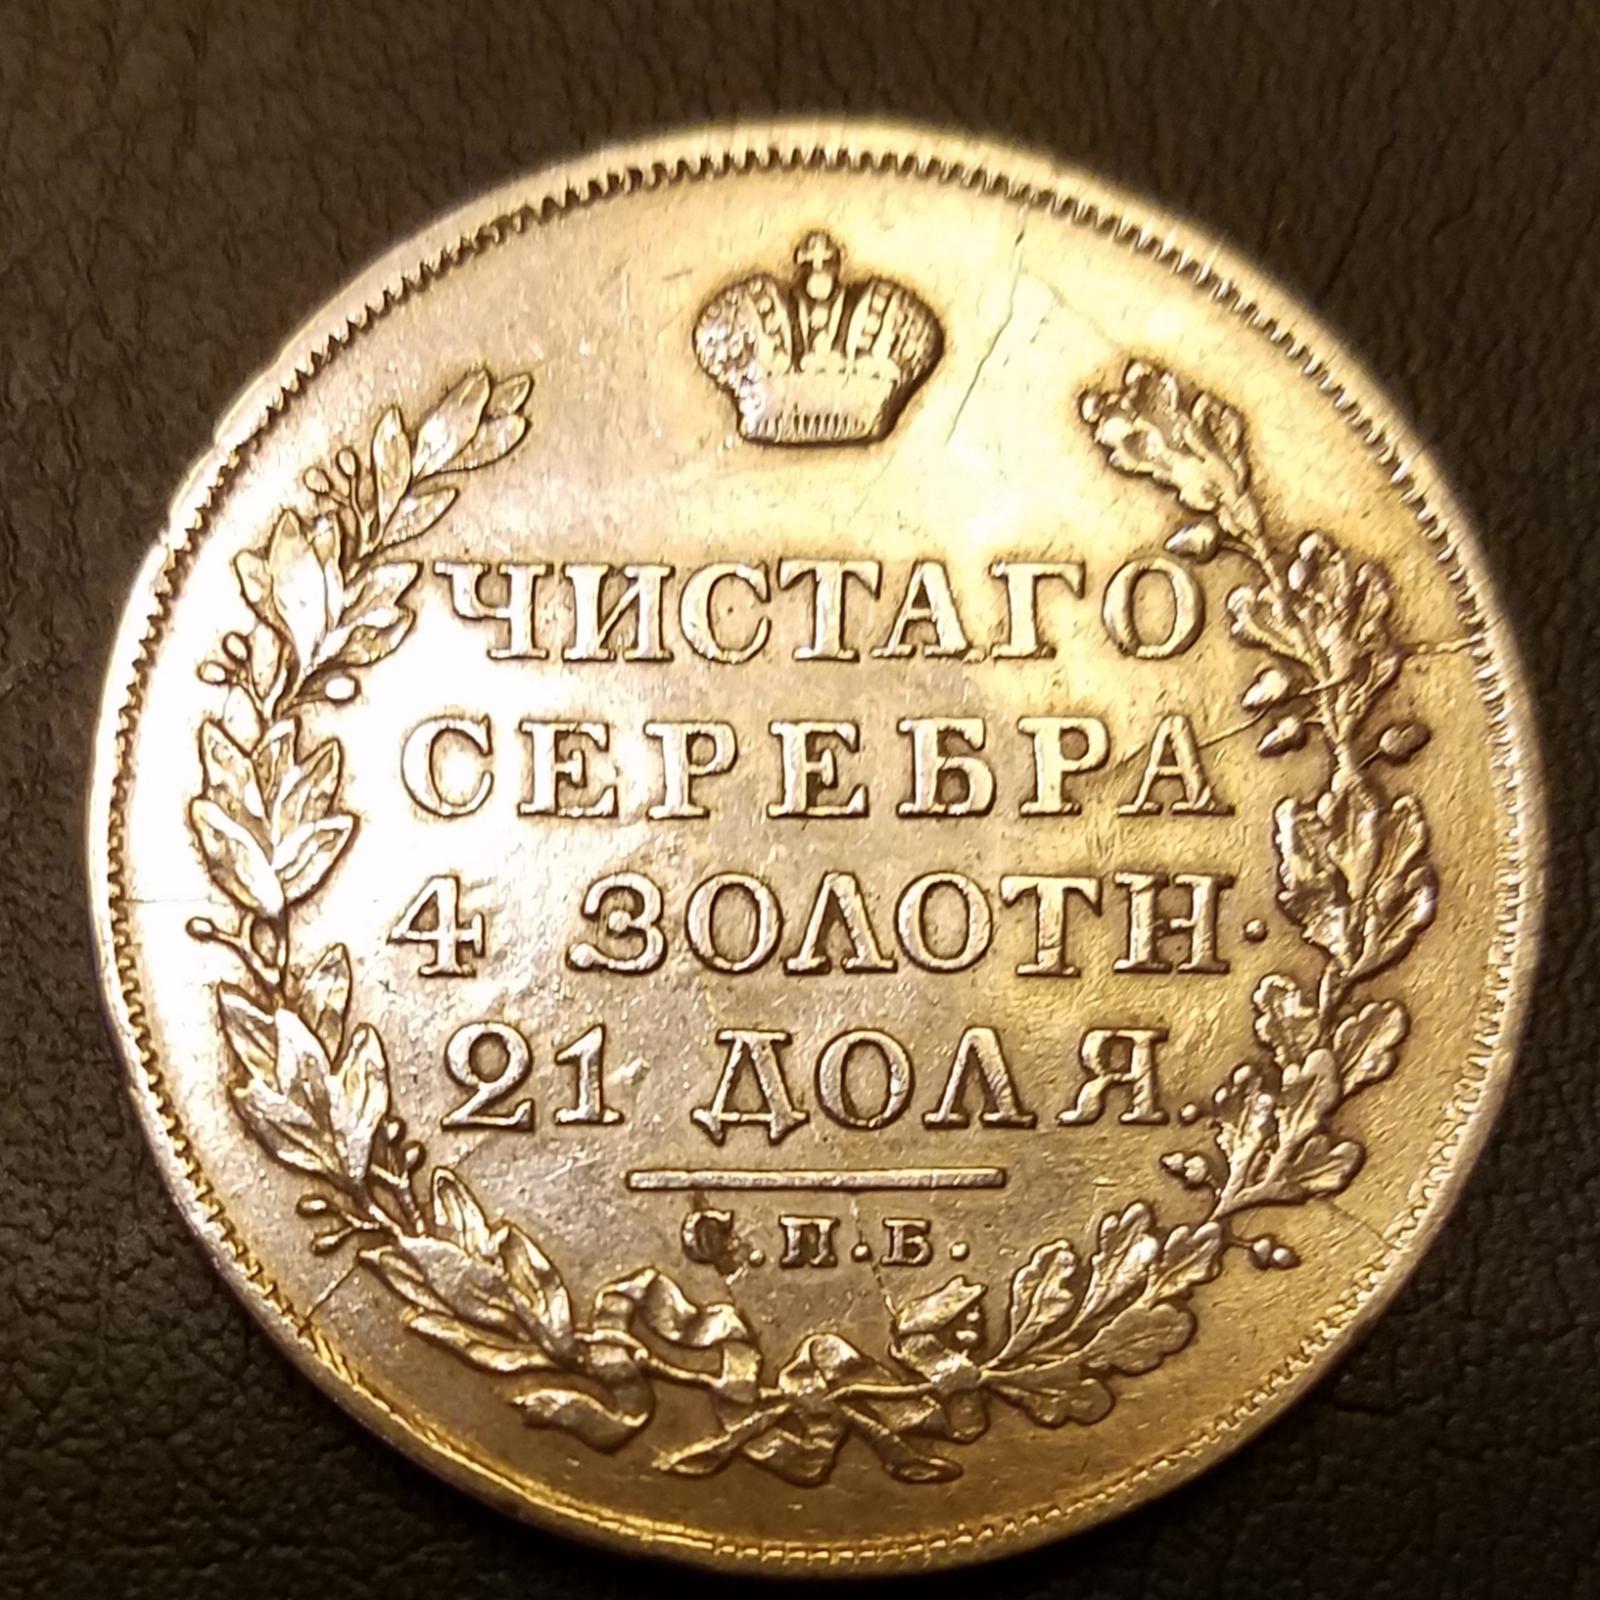 ЧИСТАГО
СЕРЕБРА
4 ЗОЛОТН.
21 ДОЛЯ.
С.П.Б.